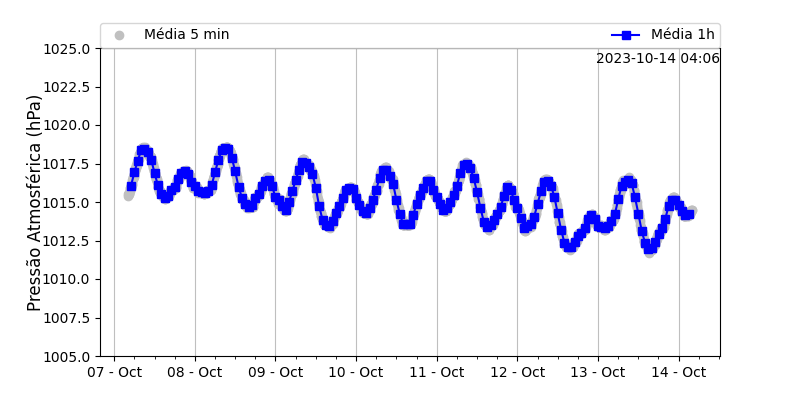 Média 5 min
Média 1h
2023-10-14 04:06
Pressão Atmosférica (hPa)
1025.0
1022.5
1020.0
1017.5
1015.0
1012.5
1010.0
1007.5
1005.0
07 - Oct
08 - Oct
09 - Oct
10 - Oct
11 - Oct
12 - Oct
13 - Oct
14 - Oct